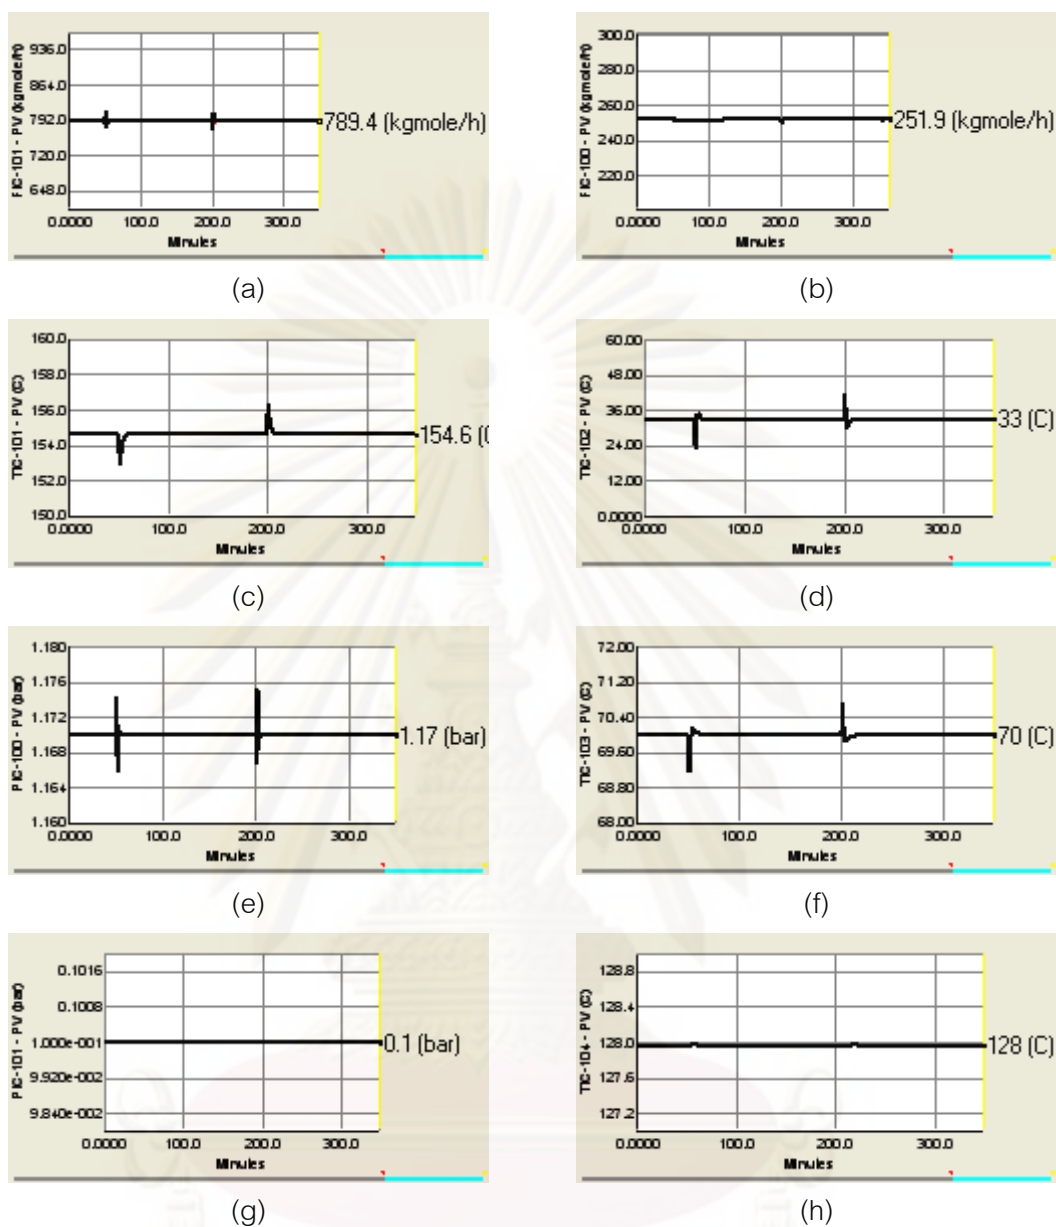 FIC-101 - PV (kgmole/h)
936.0
864.0
792.0
720.0
648.0
0.0000 100.0 200.0 300.0
Minutes
789.4 (kgmole/h)
(a)
FIC-100 - PV (kgmole/h)
300.0
280.0
260.0
240.0
220.0
0.0000 100.0 200.0 300.0
Minutes
251.9 (kgmole/h)
(b)
TIC-101 - PV (C)
160.0
158.0
156.0
154.0
152.0
150.0
0.0000 100.0 200.0 300.0
Minutes
154.6 (C
(c)
TIC-102 - PV (C)
60.00
48.00
36.00
24.00
12.00
0.0000
0.0000 100.0 200.0 300.0
Minutes
33 (C)
(d)
PIC-100 - PV (bar)
1.180
1.176
1.172
1.168
1.164
1.160
0.0000 100.0 200.0 300.0
Minutes
1.17 (bar)
(e)
TIC-103 - PV (C)
72.00
71.20
70.40
69.60
68.80
68.00
0.0000 100.0 200.0 300.0
Minutes
70 (C)
(f)
PIC-101 - PV (bar)
0.1016
0.1008
1.000e-001
9.920e-002
9.840e-002
0.0000 100.0 200.0 300.0
Minutes
0.1 (bar)
(g)
TIC-104 - PV (C)
128.8
128.4
128.0
127.6
127.2
0.0000 100.0 200.0 300.0
Minutes
128 (C)
(h)